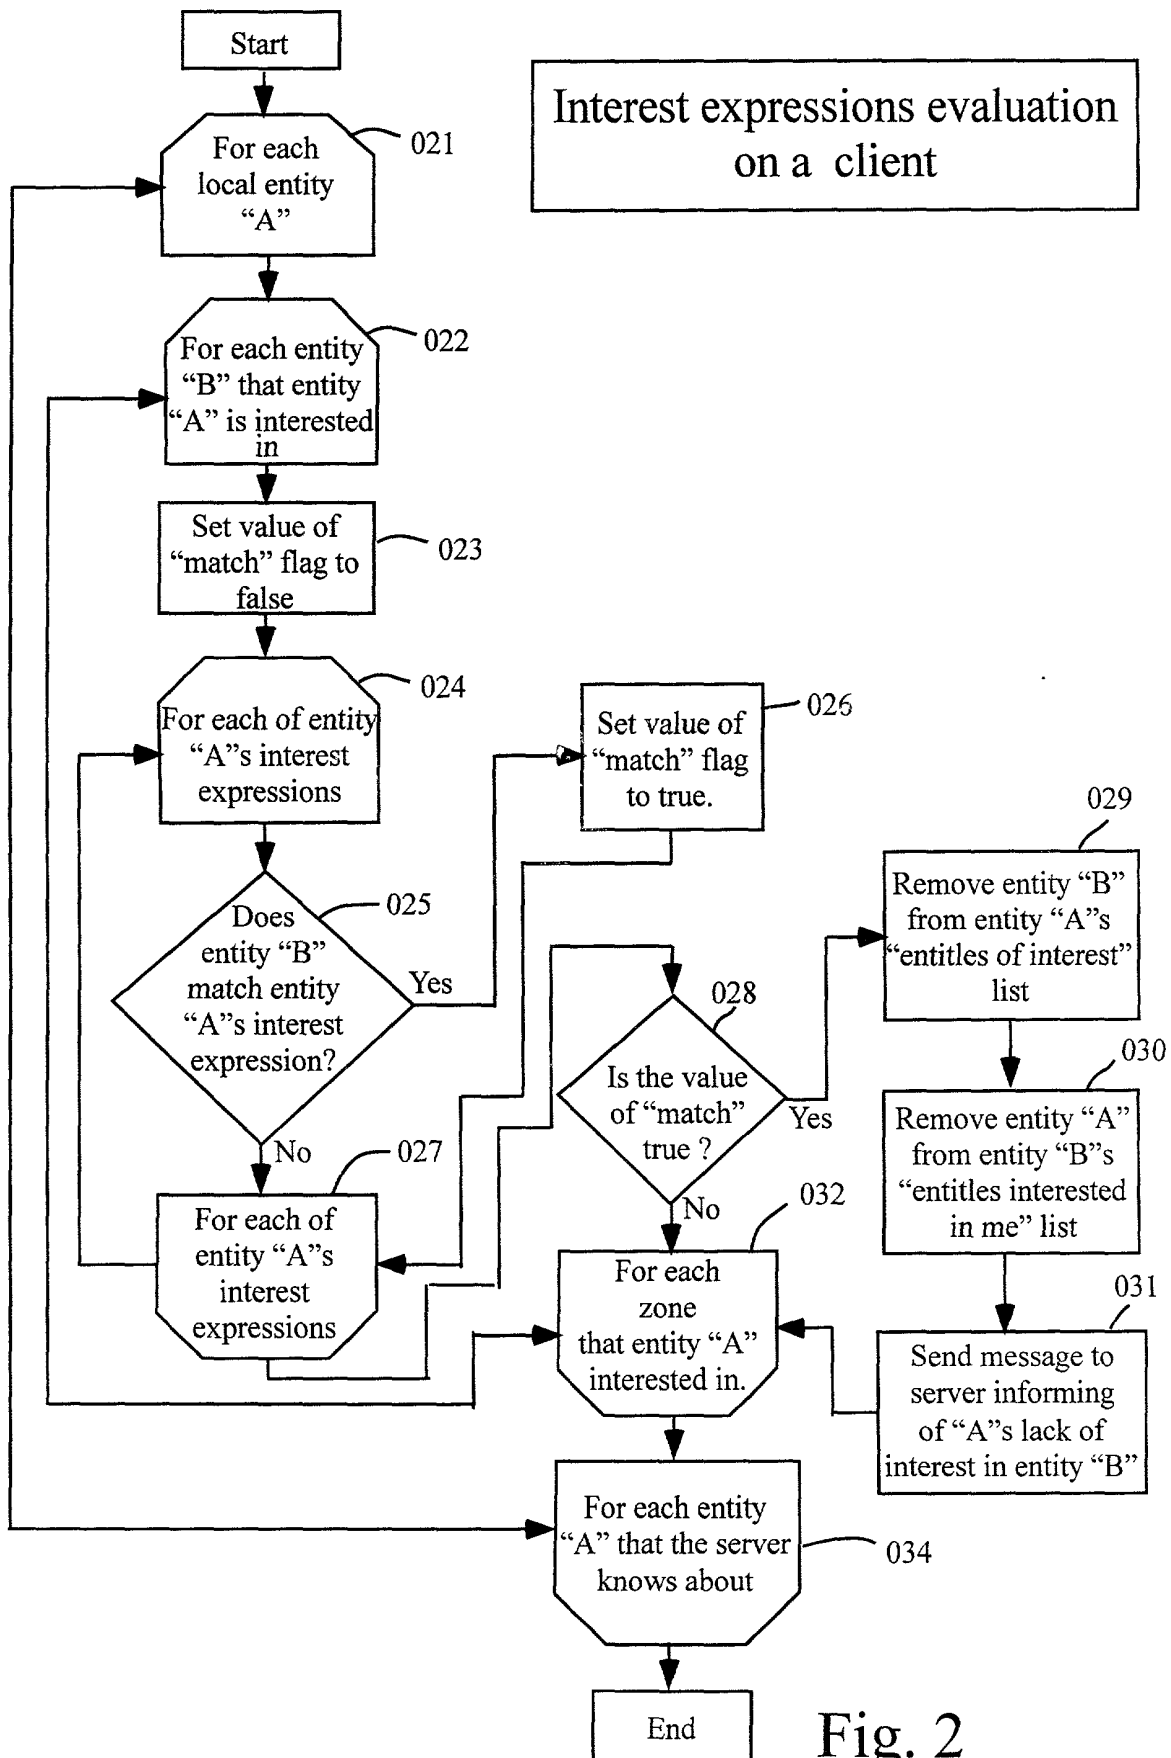 Start
Interest expressions evaluation
on a client
For each
local entity
“A”
021
For each entity
“B” that entity
“A” is interested
in
022
Set value of
“match” flag to
false
023
For each of entity
“A”s interest
expressions
024
Set value of
“match” flag
to true.
026
Does
entity “B”
match entity
“A”s interest
expression?
025
Yes
No
For each of
entity “A”s
interest
expressions
027
Is the value
of “match”
true ?
028
Yes
No
029
Remove entity “B”
from entity “A”s
“entitles of interest”
list
030
Remove entity “A”
from entity “B”s
“entitles interested
in me” list
031
Send message to
server informing
of “A”s lack of
interest in entity “B”
032
For each
zone
that entity “A”
interested in.
For each entity
“A” that the server
knows about
034
End
Fig. 2